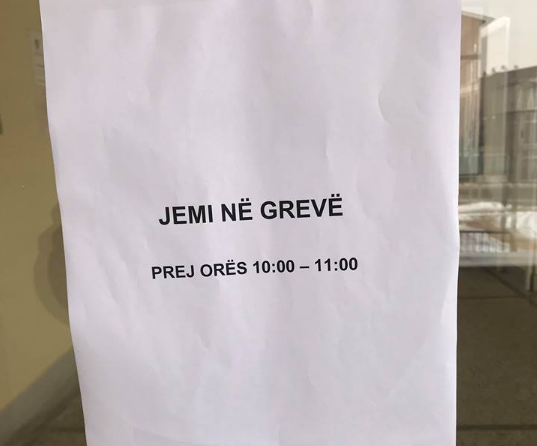 JEMI NË GREVË
PREJ ORËS 10:00 – 11:00